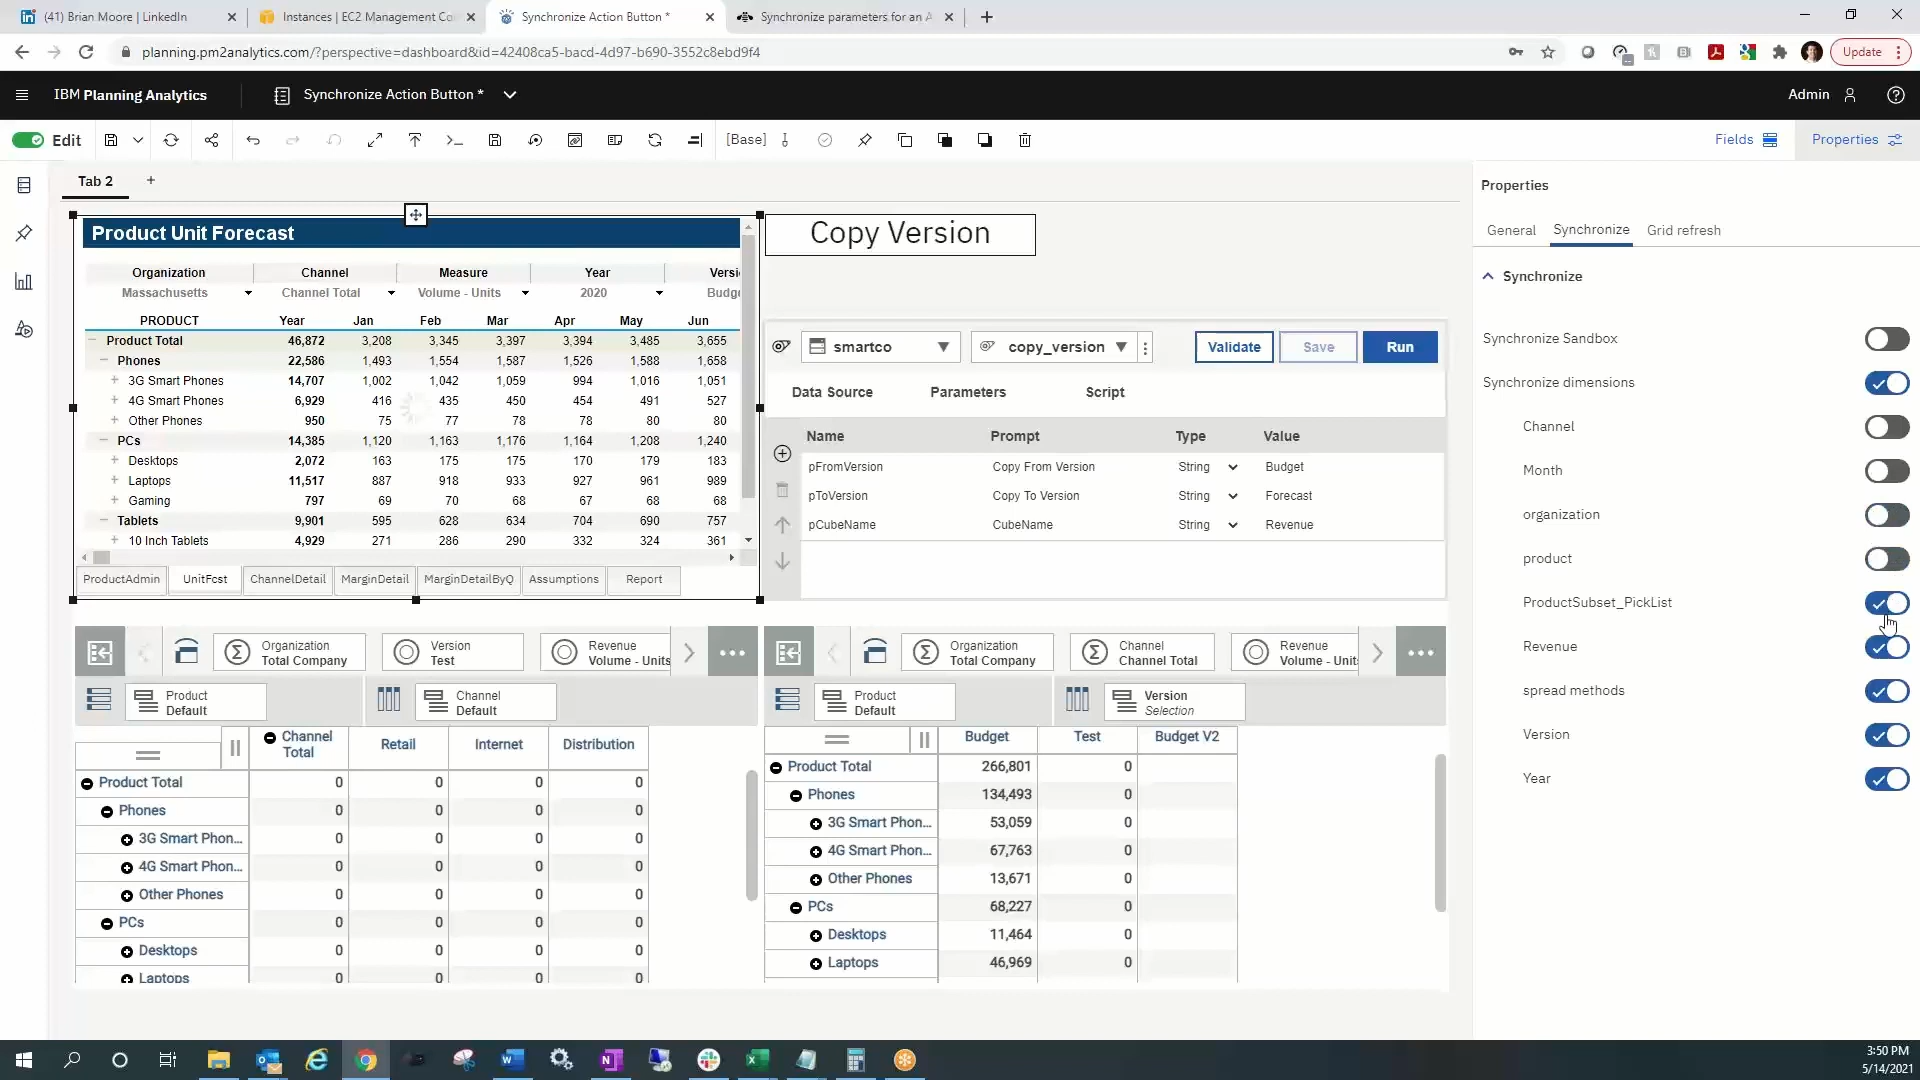 (41) Brian Moore | LinkedIn
Instances | EC2 Management Co
Synchronize Action Button *
Synchronize parameters for an A
planning.pm2analytics.com/?perspective=dashboard&id=42408ca5-bacd-4d97-b690-3552c8ebd9f4
Update
IBM Planning Analytics
Synchronize Action Button *
Admin
Edit
[Base]
Fields
Properties
Tab 2
Product Unit Forecast
Organization Channel Measure Year Versi
Massachusetts Channel Total Volume - Units 2020 Budg
PRODUCT Year Jan Feb Mar Apr May Jun
Product Total 46,872 3,208 3,345 3,397 3,394 3,485 3,655
Phones 22,586 1,493 1,554 1,587 1,526 1,588 1,658
3G Smart Phones 14,707 1,002 1,042 1,059 994 1,016 1,051
4G Smart Phones 6,929 416 435 450 454 491 527
Other Phones 950 75 77 78 78 80 80
PCs 14,385 1,120 1,163 1,176 1,164 1,208 1,240
Desktops 2,072 163 175 175 170 179 183
Laptops 11,517 887 918 933 927 961 989
Gaming 797 69 70 68 68 67 68 68
Tablets 9,901 595 628 634 704 690 757
10 Inch Tablets 4,929 271 286 290 332 324 361
ProductAdmin UnitFcst ChannelDetail MarginDetail MarginDetailByQ Assumptions Report
Copy Version
smartco copy_version Validate Save Run
Data Source Parameters Script
Name Prompt Type Value
pFromVersion Copy From Version String Budget
pToVersion Copy To Version String Forecast
pCubeName CubeName String Revenue
Organization Total Company
Version Test
Revenue Volume - Units
Product Default
Channel Default
Channel Total Retail Internet Distribution
Product Total 0 0 0 0
Phones 0 0 0 0
3G Smart Phon... 0 0 0 0
4G Smart Phon... 0 0 0 0
Other Phones 0 0 0 0
PCs 0 0 0 0
Desktops 0 0 0 0
Laptops 0 0 0 0
Organization Total Company
Channel Channel Total
Revenue Volume - Unit
Product Default
Version Selection
Budget Test Budget V2
Product Total 266,801 0
Phones 134,493 0
3G Smart Phon... 53,059 0
4G Smart Phon... 67,763 0
Other Phones 13,671 0
PCs 68,227 0
Desktops 11,464 0
Laptops 46,969 0
Properties
General Synchronize Grid refresh
Synchronize
Synchronize Sandbox
Synchronize dimensions
Channel
Month
organization
product
ProductSubset_PickList
Revenue
spread methods
Version
Year
3:50 PM
5/14/2021